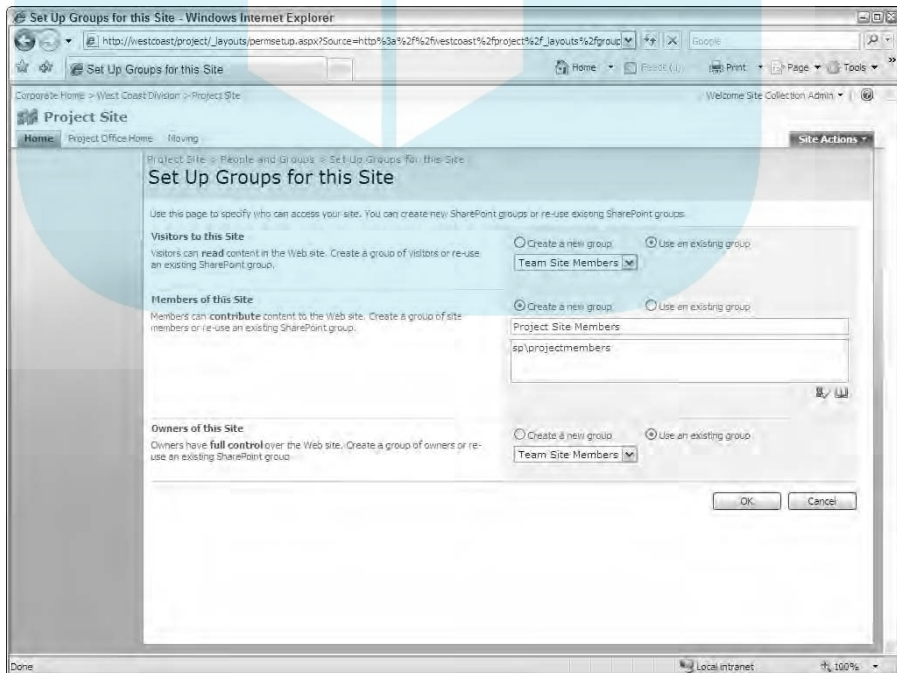 Set Up Groups for this Site - Windows Internet Explorer
http://westcoast/project/_layouts/permsetup.aspx?Source=http%3a%2f%2fwestcoast%2fproject%2f_layouts%2fgroup
Google
Set Up Groups for this Site
Home
Print
Page
Tools
Corporate Home > West Coast Division > Project Site
Welcome Site Collection Admin
Project Site
Home Project Office Home Moving
Site Actions
Project Site > People and Groups > Set Up Groups for this Site
Set Up Groups for this Site
Use this page to specify who can access your site. You can create new SharePoint groups or re-use existing SharePoint groups.
Visitors to this Site
Visitors can read content in the Web site. Create a group of visitors or re-use
an existing SharePoint group.
Create a new group Use an existing group
Team Site Members
Members of this Site
Members can contribute content to the Web site. Create a group of site
members or re-use an existing SharePoint group.
Create a new group Use an existing group
Project Site Members
sp\projectmembers
Owners of this Site
Owners have full control over the Web site. Create a group of owners or re-
use an existing SharePoint group
Create a new group Use an existing group
Team Site Members
OK Cancel
Done
Local intranet
100%